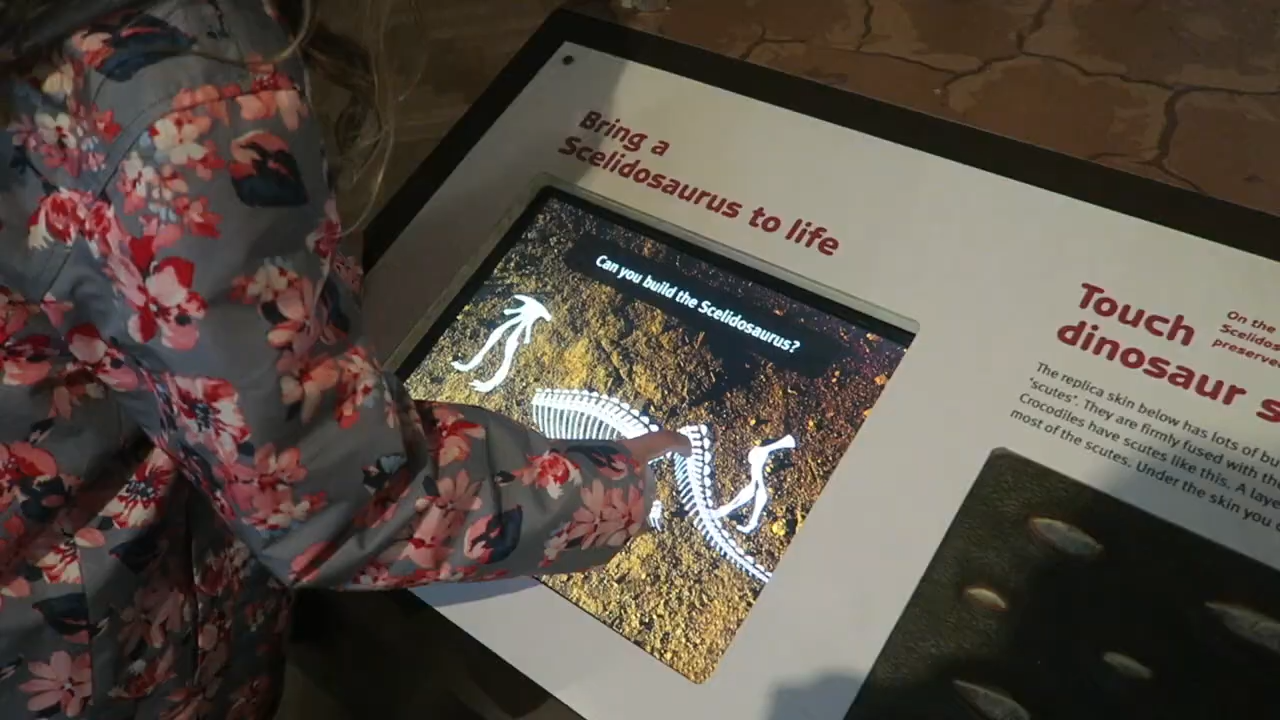 Bring a
Scelidosaurus to life
Can you build the Scelidosaurus?
Touch
dinosaur s
On the
Scelidos
preserve
The replica skin below has lots of bu
'scutes'. They are firmly fused with the
Crocodiles have scutes like this. A laye
most of the scutes. Under the skin you